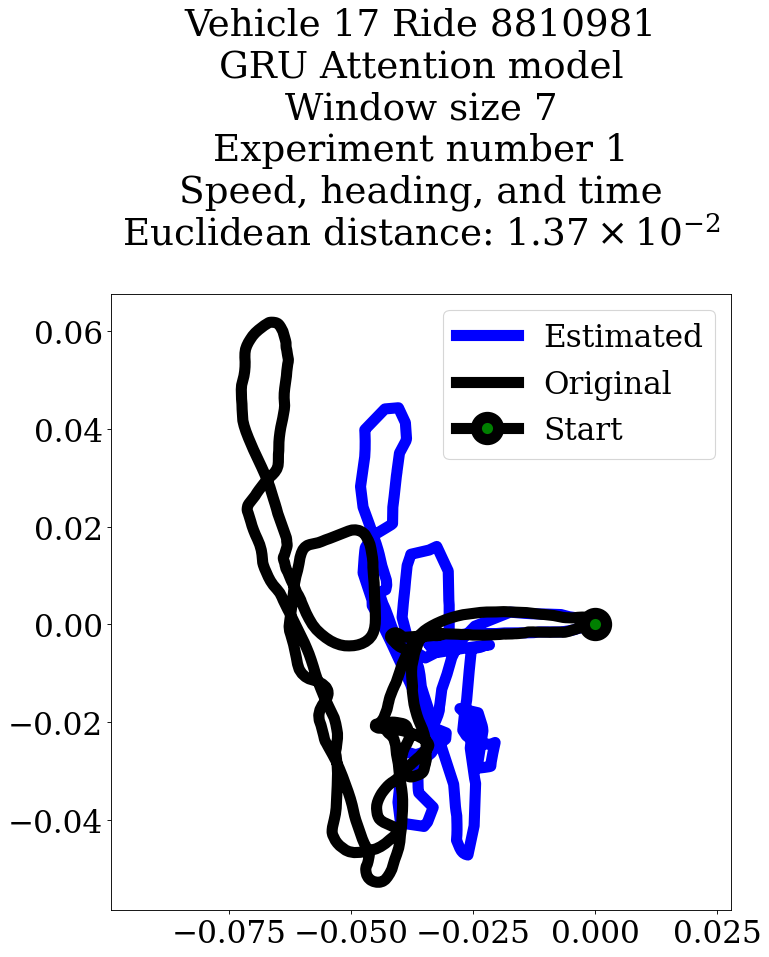 Vehicle 17 Ride 8810981
GRU Attention model
Window size 7
Experiment number 1
Speed, heading, and time
Euclidean distance: 1.37 × 10⁻²
Estimated
Original
Start
0.06
0.04
0.02
0.00
−0.02
−0.04
−0.075 −0.050 −0.025 0.000 0.025